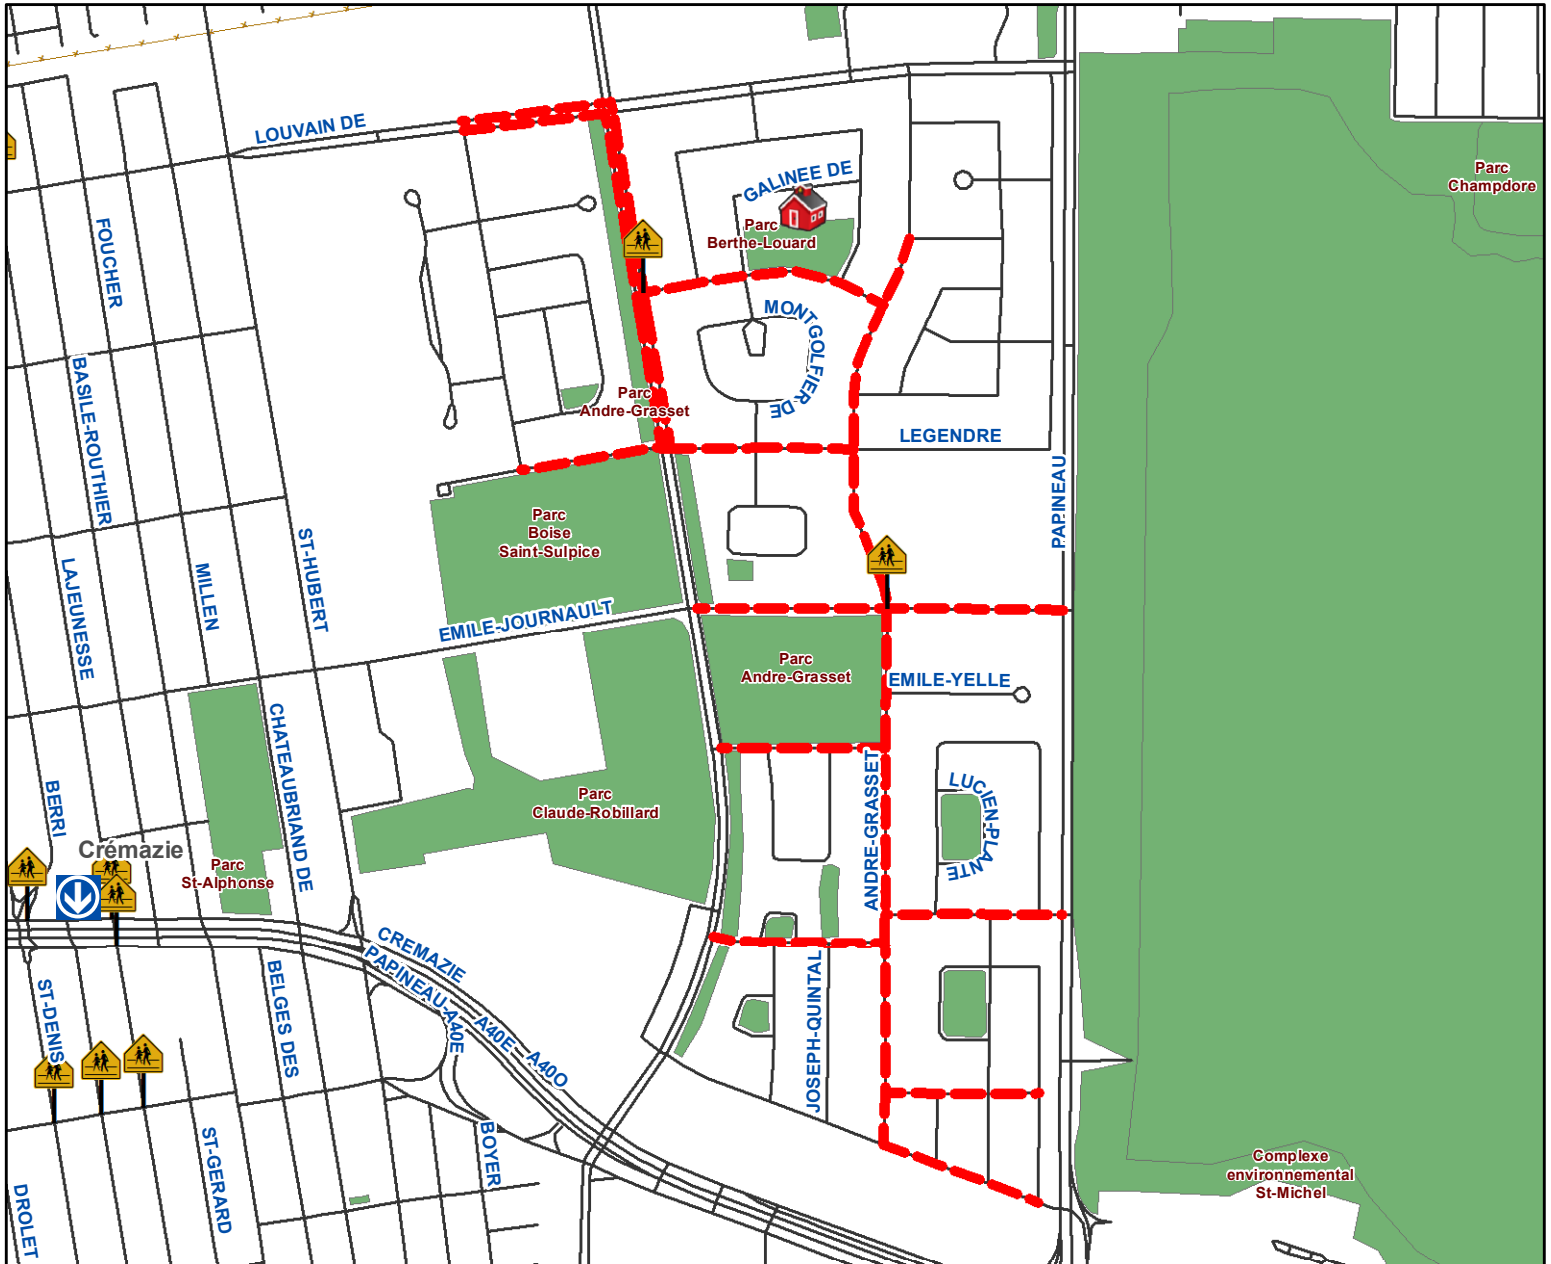 LOUVAIN DE
GALINEE DE
Parc
Champdore
Parc
Berthe-Louard
FOUCHER
MONTGOLFIER DE
BASILE-ROUTHIER
Parc
Andre-Grasset
LEGENDRE
PAPINEAU
Parc
Boise
Saint-Sulpice
ST-HUBERT
LAJEUNESSE
MILLEN
EMILE-JOURNAULT
Parc
Andre-Grasset
EMILE-YELLE
CHATEAUBRIAND DE
ANDRE-GRASSET
LUCIEN-PLANTE
BERRI
Parc
Claude-Robillard
Crémazie
Parc
St-Alphonse
CREMAZIE
PAPINEAU-A40E
A40E
A40O
JOSEPH-QUINTAL
ST-DENIS
BELGES DES
BOYER
ST-GERARD
DROLET
Complexe
environnemental
St-Michel